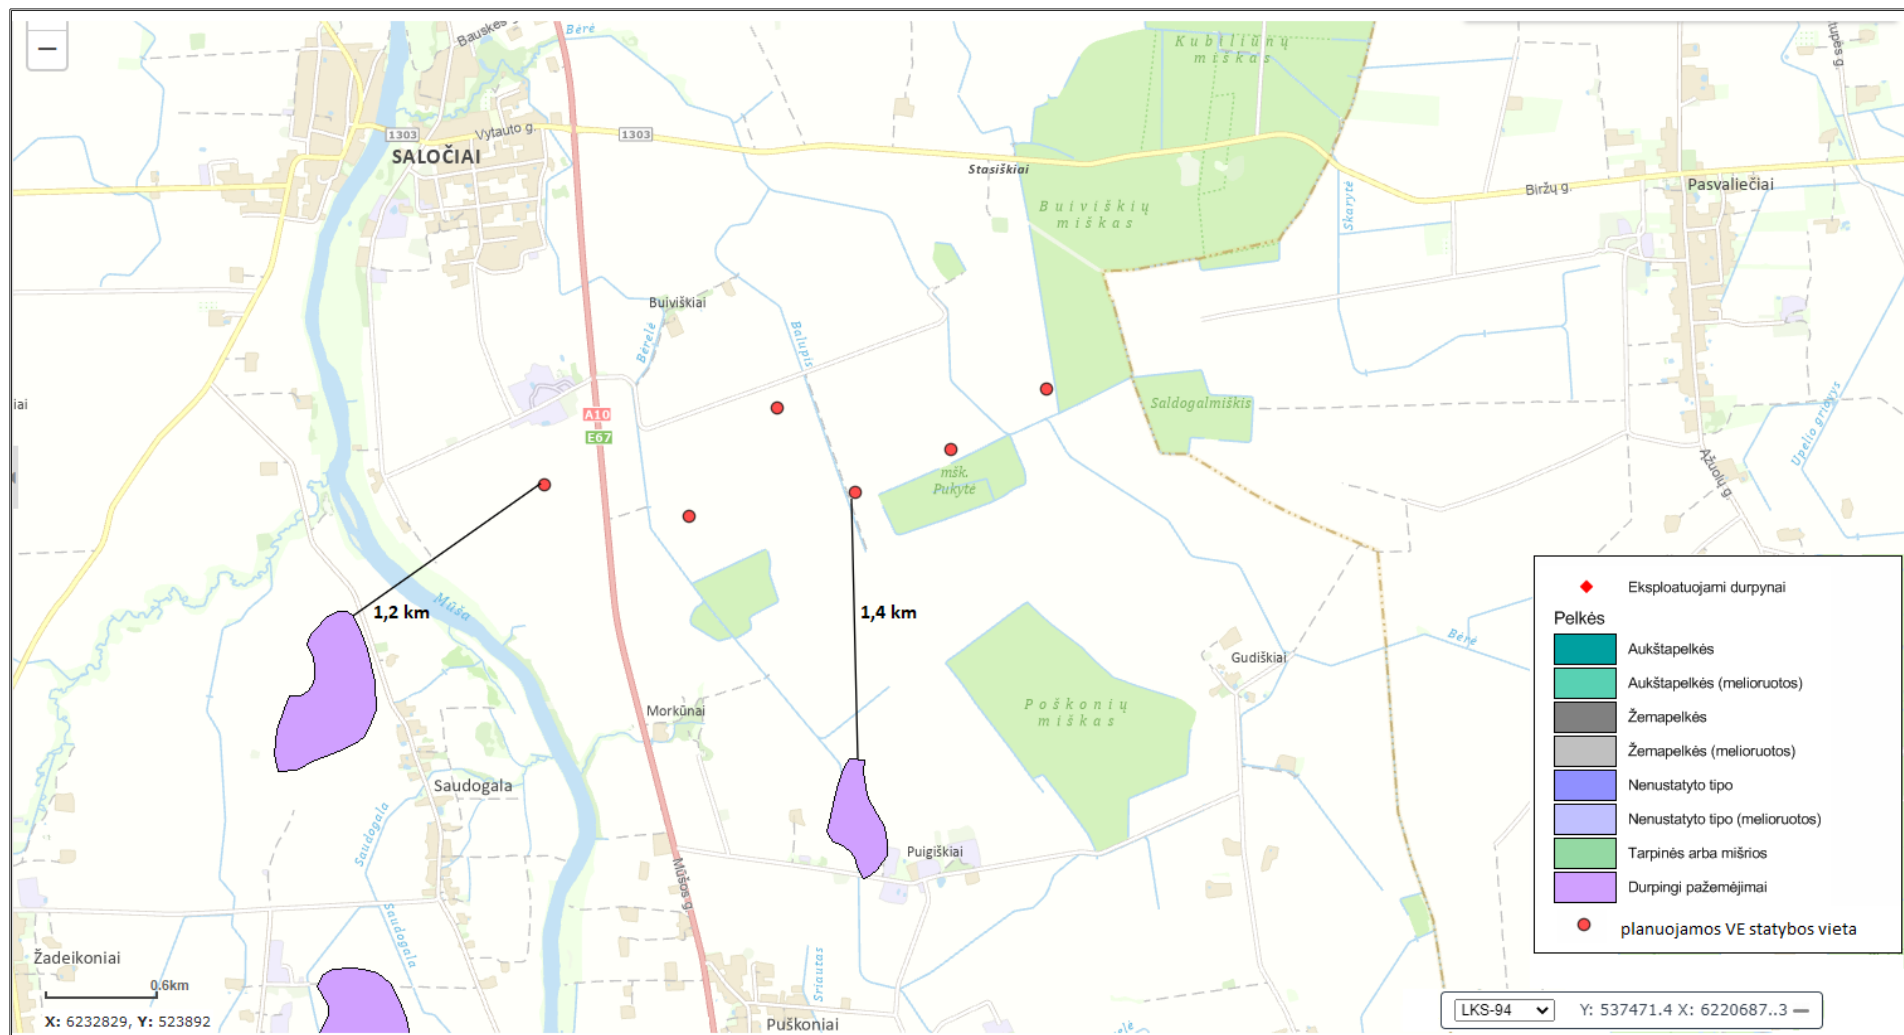 Bauskės g.
Bėrė
Kubiliūnų
miškas
1303
Vytauto g.
1303
SALOČIAI
Stasiškiai
Skarytė
Biržų g.
Pasvaliečiai
Buiviškių
miškas
Buiviškiai
Bėrelė
Balupis
iai
A10
E67
Saldogalmiškis
Upelio griovys
Ąžuolų g.
mšk.
Pukytė
Mūša
1,2 km
1,4 km
Gudiškiai
Bėrė
Morkūnai
Poškonių
miškas
Saudogala
Saudogala
Saudogala
Puigiškiai
Mūšos g.
Sriautas
Žadeikoniai
Puškoniai
0.6km
X: 6232829, Y: 523892
Eksploatuojami durpynai
Pelkės
Aukštapelkės
Aukštapelkės (melioruotos)
Žemapelkės
Žemapelkės (melioruotos)
Nenustatyto tipo
Nenustatyto tipo (melioruotos)
Tarpinės arba mišrios
Durpingi pažemėjimai
planuojamos VE statybos vieta
LKS-94
Y: 537471.4 X: 6220687..3